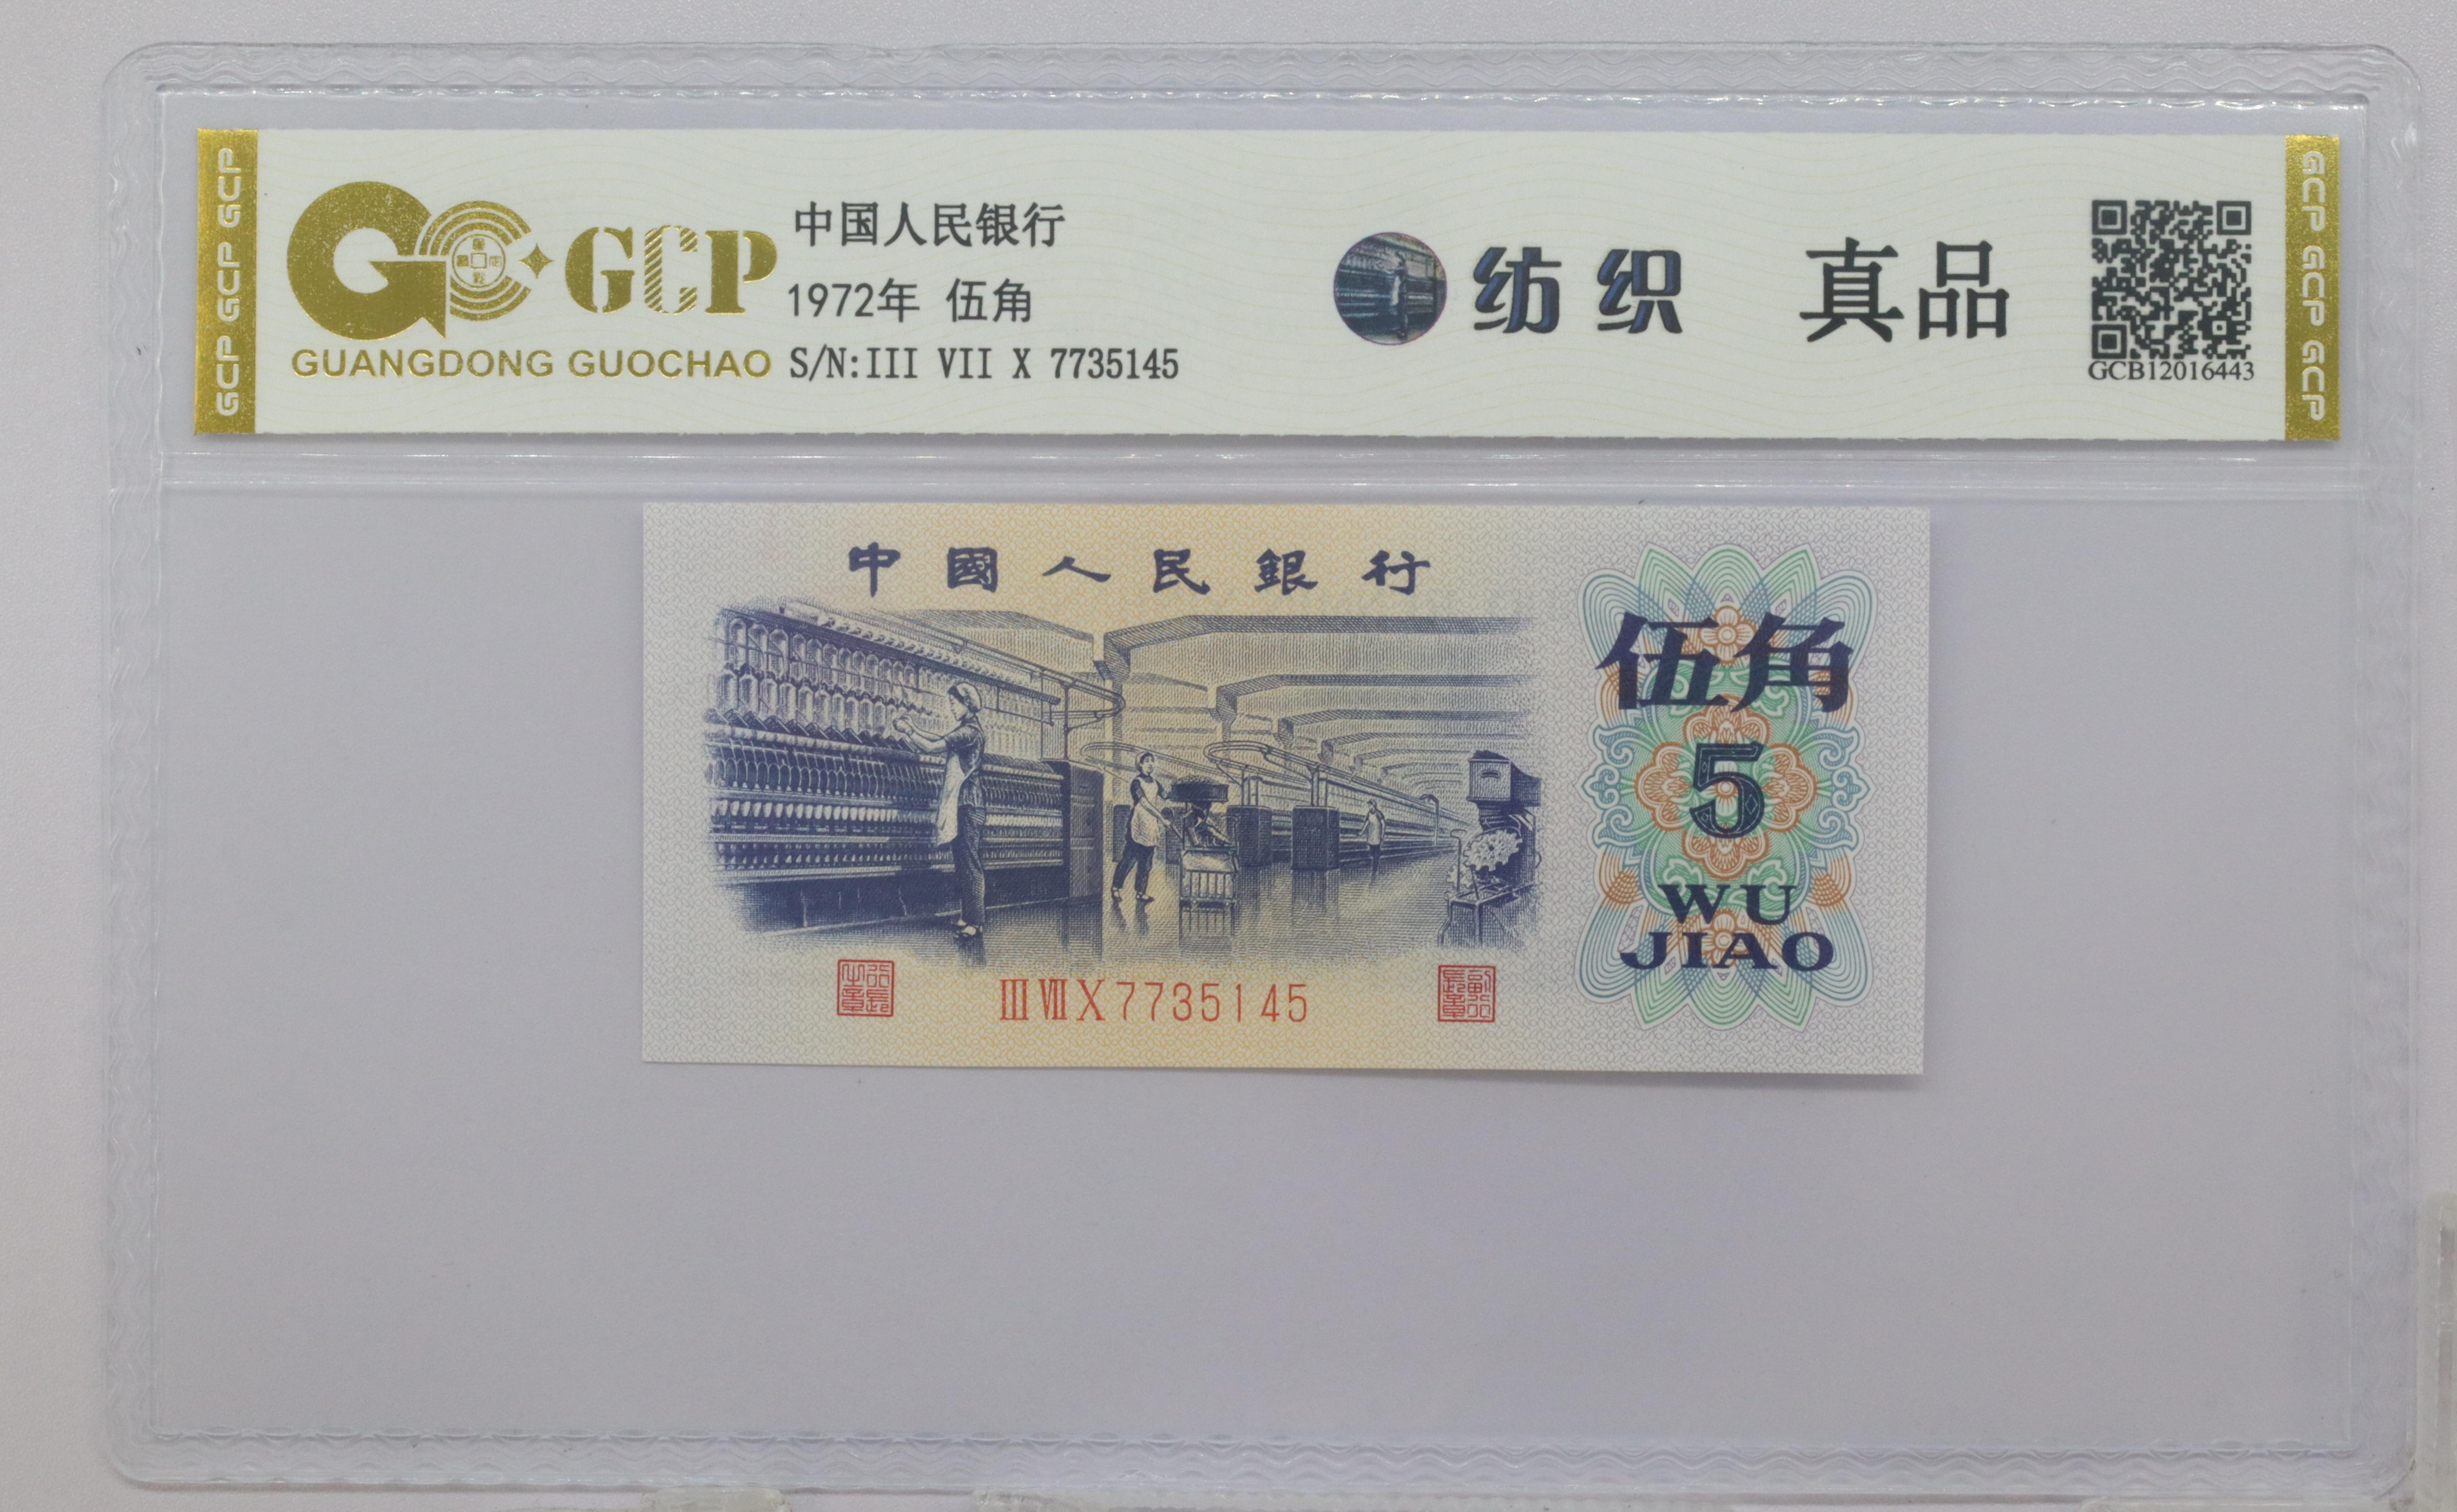 GCP GCP GCP
GCP
GUANGDONG GUOCHAO
中国人民银行
1972年 伍角
S/N:III VII X 7735145
纺织
真品
GCB12016443
GCP GCP GCP
中國人民銀行
伍角
5
WU
JIAO
III VII X 7735145